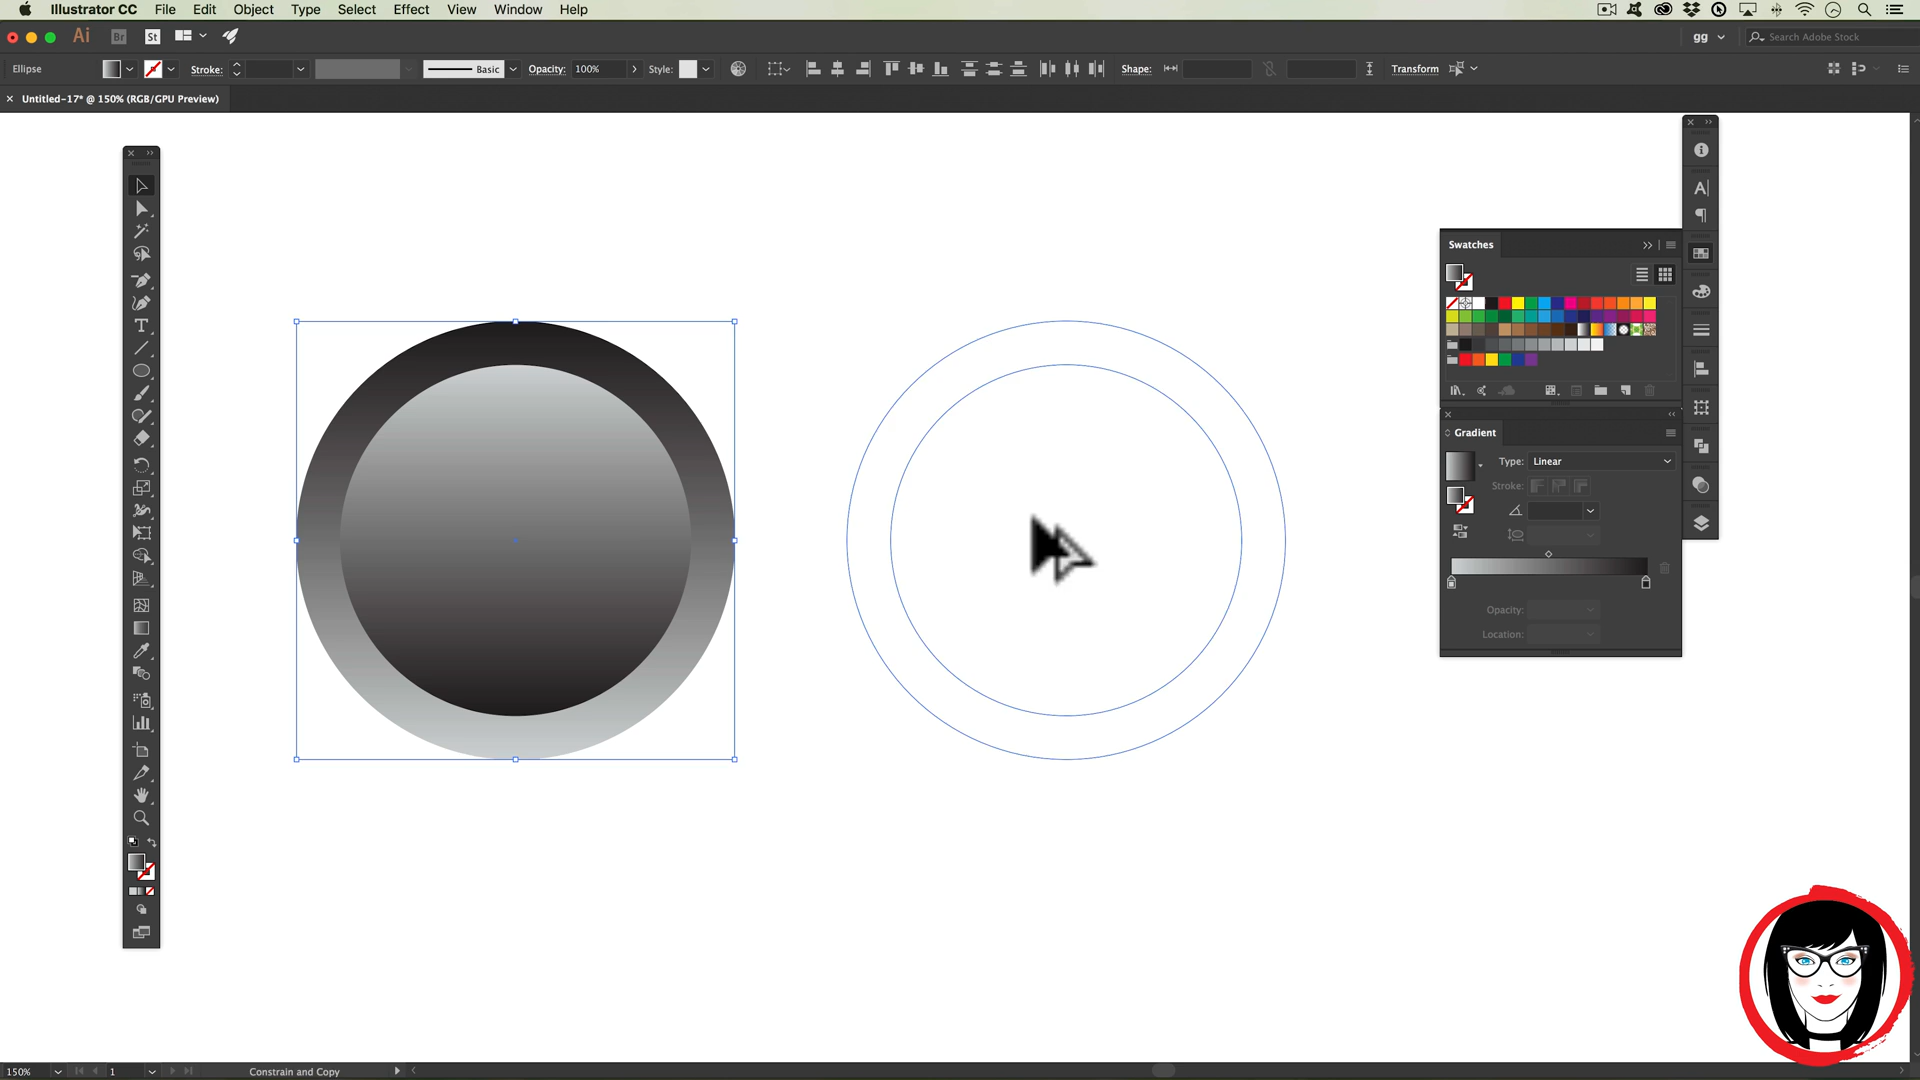 Illustrator CC File Edit Object Type Select Effect View Window Help
Ai Br St gg Search Adobe Stock
Ellipse Stroke: Basic Opacity: 100% Style: Shape: Transform
Untitled-17* @ 150% (RGB/GPU Preview)
Swatches
Gradient
Type: Linear
Stroke:
Opacity:
Location:
150% 1 Constrain and Copy